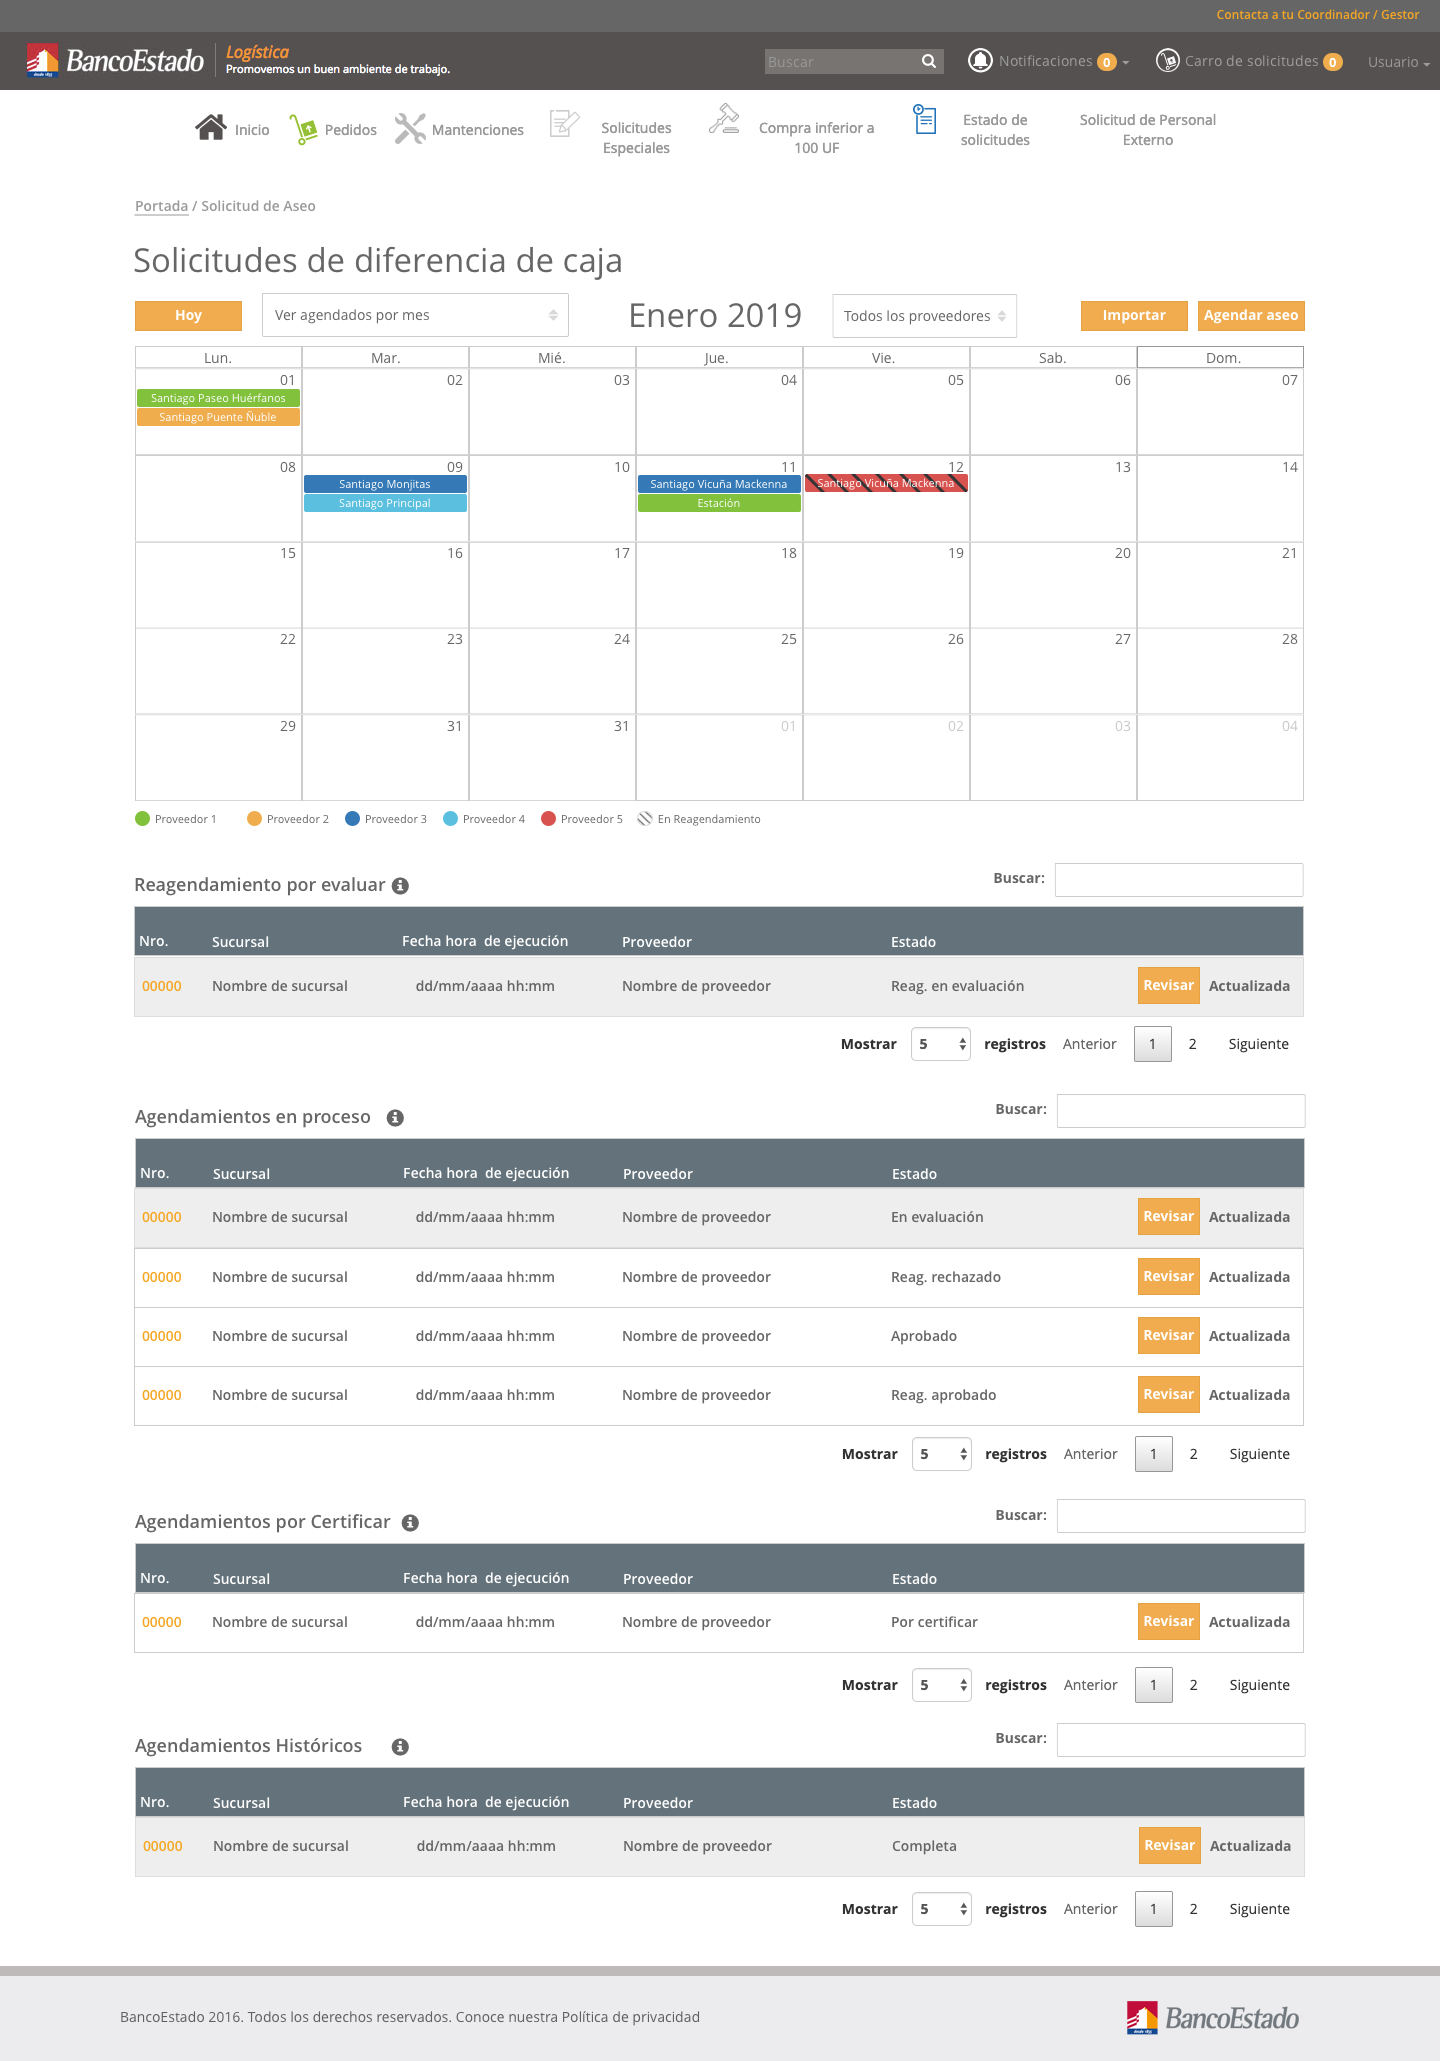 Contacta a tu Coordinador / Gestor
BancoEstado
desde 1855
Logística
Promovemos un buen ambiente de trabajo.
Buscar
Notificaciones 0
Carro de solicitudes 0
Usuario
Inicio
Pedidos
Mantenciones
Solicitudes
Especiales
Compra inferior a
100 UF
Estado de
solicitudes
Solicitud de Personal
Externo
Portada / Solicitud de Aseo
Solicitudes de diferencia de caja
Hoy
Ver agendados por mes
Enero 2019
Todos los proveedores
Importar
Agendar aseo
Lun. Mar. Mié. Jue. Vie. Sab. Dom.
01 02 03 04 05 06 07
Santiago Paseo Huérfanos
Santiago Puente Ñuble
08 09 10 11 12 13 14
Santiago Monjitas Santiago Vicuña Mackenna Santiago Vicuña Mackenna
Santiago Principal Estación
15 16 17 18 19 20 21
22 23 24 25 26 27 28
29 31 31 01 02 03 04
Proveedor 1 Proveedor 2 Proveedor 3 Proveedor 4 Proveedor 5 En Reagendamiento
Reagendamiento por evaluar
Buscar:
Nro. Sucursal Fecha hora de ejecución Proveedor Estado
00000 Nombre de sucursal dd/mm/aaaa hh:mm Nombre de proveedor Reag. en evaluación Revisar Actualizada
Mostrar 5 registros Anterior 1 2 Siguiente
Agendamientos en proceso
Buscar:
Nro. Sucursal Fecha hora de ejecución Proveedor Estado
00000 Nombre de sucursal dd/mm/aaaa hh:mm Nombre de proveedor En evaluación Revisar Actualizada
00000 Nombre de sucursal dd/mm/aaaa hh:mm Nombre de proveedor Reag. rechazado Revisar Actualizada
00000 Nombre de sucursal dd/mm/aaaa hh:mm Nombre de proveedor Aprobado Revisar Actualizada
00000 Nombre de sucursal dd/mm/aaaa hh:mm Nombre de proveedor Reag. aprobado Revisar Actualizada
Mostrar 5 registros Anterior 1 2 Siguiente
Agendamientos por Certificar
Buscar:
Nro. Sucursal Fecha hora de ejecución Proveedor Estado
00000 Nombre de sucursal dd/mm/aaaa hh:mm Nombre de proveedor Por certificar Revisar Actualizada
Mostrar 5 registros Anterior 1 2 Siguiente
Agendamientos Históricos
Buscar:
Nro. Sucursal Fecha hora de ejecución Proveedor Estado
00000 Nombre de sucursal dd/mm/aaaa hh:mm Nombre de proveedor Completa Revisar Actualizada
Mostrar 5 registros Anterior 1 2 Siguiente
BancoEstado 2016. Todos los derechos reservados. Conoce nuestra Política de privacidad
BancoEstado
desde 1855